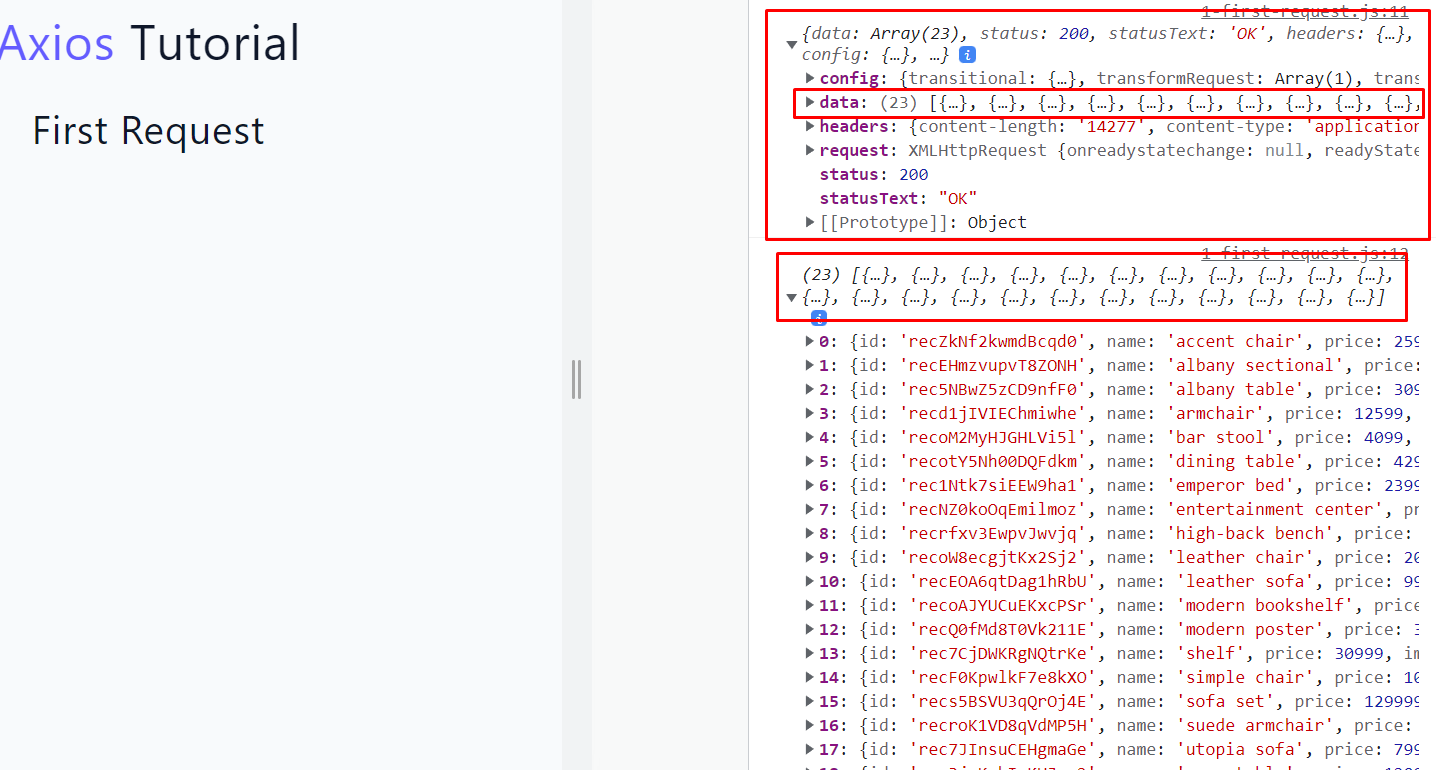 Axios Tutorial
First Request
1-first-request.js:11
{data: Array(23), status: 200, statusText: 'OK', headers: {…},
config: {…}, …}
config: {transitional: {…}, transformRequest: Array(1), trans
data: (23) [{…}, {…}, {…}, {…}, {…}, {…}, {…}, {…}, {…}, {…},
headers: {content-length: '14277', content-type: 'application
request: XMLHttpRequest {onreadystatechange: null, readyState
status: 200
statusText: "OK"
[[Prototype]]: Object
1-first-request.js:12
(23) [{…}, {…}, {…}, {…}, {…}, {…}, {…}, {…}, {…}, {…}, {…},
{…}, {…}, {…}, {…}, {…}, {…}, {…}, {…}, {…}, {…}, {…}, {…}]
0: {id: 'recZkNf2kwmdBcqd0', name: 'accent chair', price: 259
1: {id: 'recEHmzvupvT8ZONH', name: 'albany sectional', price:
2: {id: 'rec5NBwZ5zCD9nfF0', name: 'albany table', price: 309
3: {id: 'recd1jIVIEChmiwhe', name: 'armchair', price: 12599,
4: {id: 'recoM2MyHJGHLVi5l', name: 'bar stool', price: 4099,
5: {id: 'recotY5Nh00DQFdkm', name: 'dining table', price: 429
6: {id: 'rec1Ntk7siEEW9ha1', name: 'emperor bed', price: 2399
7: {id: 'recNZ0koOqEmilmoz', name: 'entertainment center', pr
8: {id: 'recrfxv3EwpvJwvjq', name: 'high-back bench', price:
9: {id: 'recoW8ecgjtKx2Sj2', name: 'leather chair', price: 20
10: {id: 'recEOA6qtDag1hRbU', name: 'leather sofa', price: 99
11: {id: 'recoAJYUCuEKxcPSr', name: 'modern bookshelf', price
12: {id: 'recQ0fMd8T0Vk211E', name: 'modern poster', price: 3
13: {id: 'rec7CjDWKRgNQtrKe', name: 'shelf', price: 30999, im
14: {id: 'recF0KpwlkF7e8kXO', name: 'simple chair', price: 10
15: {id: 'recs5BSVU3qQrOj4E', name: 'sofa set', price: 129999
16: {id: 'recroK1VD8qVdMP5H', name: 'suede armchair', price:
17: {id: 'rec7JInsuCEHgmaGe', name: 'utopia sofa', price: 799